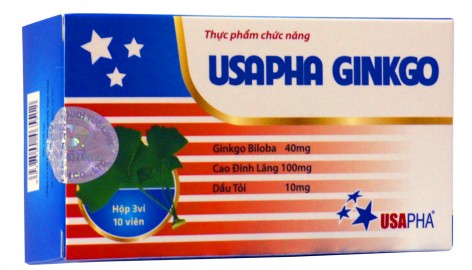 Thực phẩm chức năng
USAPHA GINKGO
Ginkgo Biloba 40mg
Cao Đinh Lăng 100mg
Dầu Tỏi 10mg
Hộp 3vỉ
10 viên
USAPHA